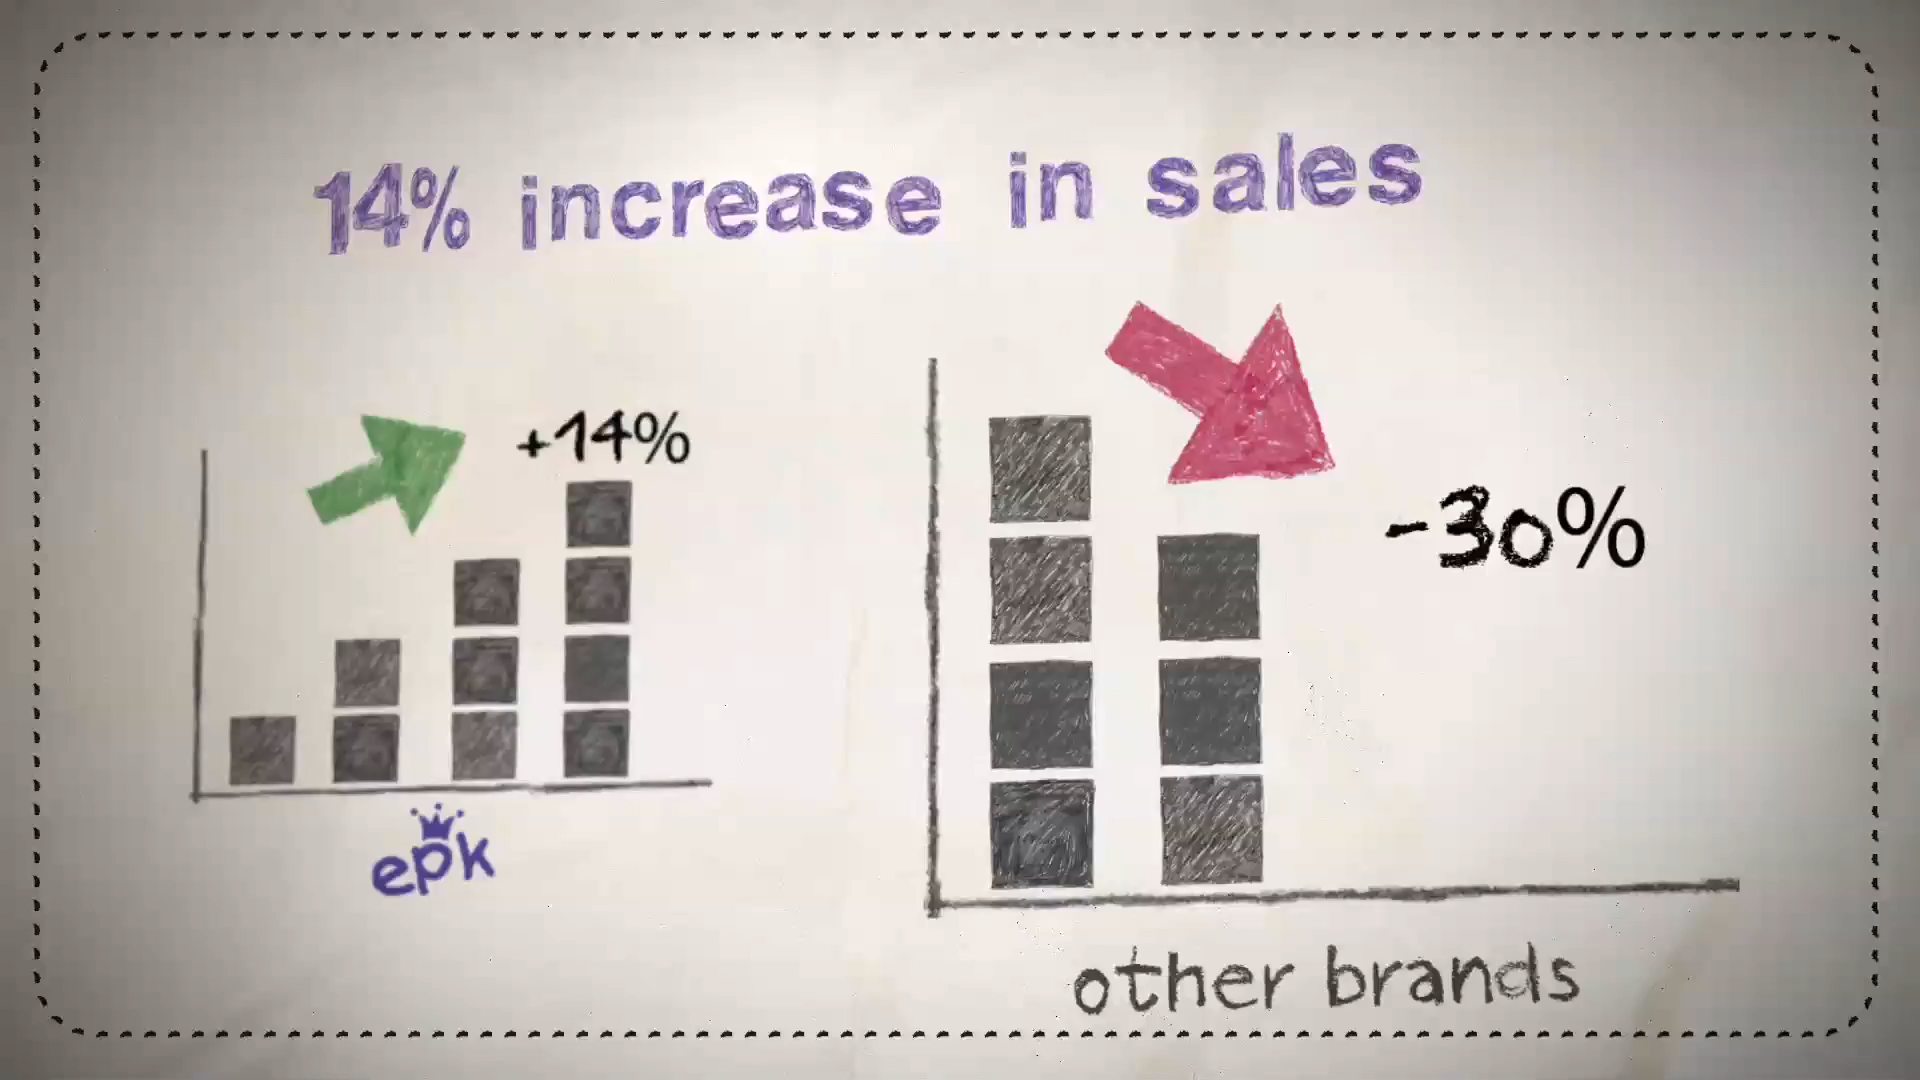 14% increase in sales
+14%
-30%
epk
other brands